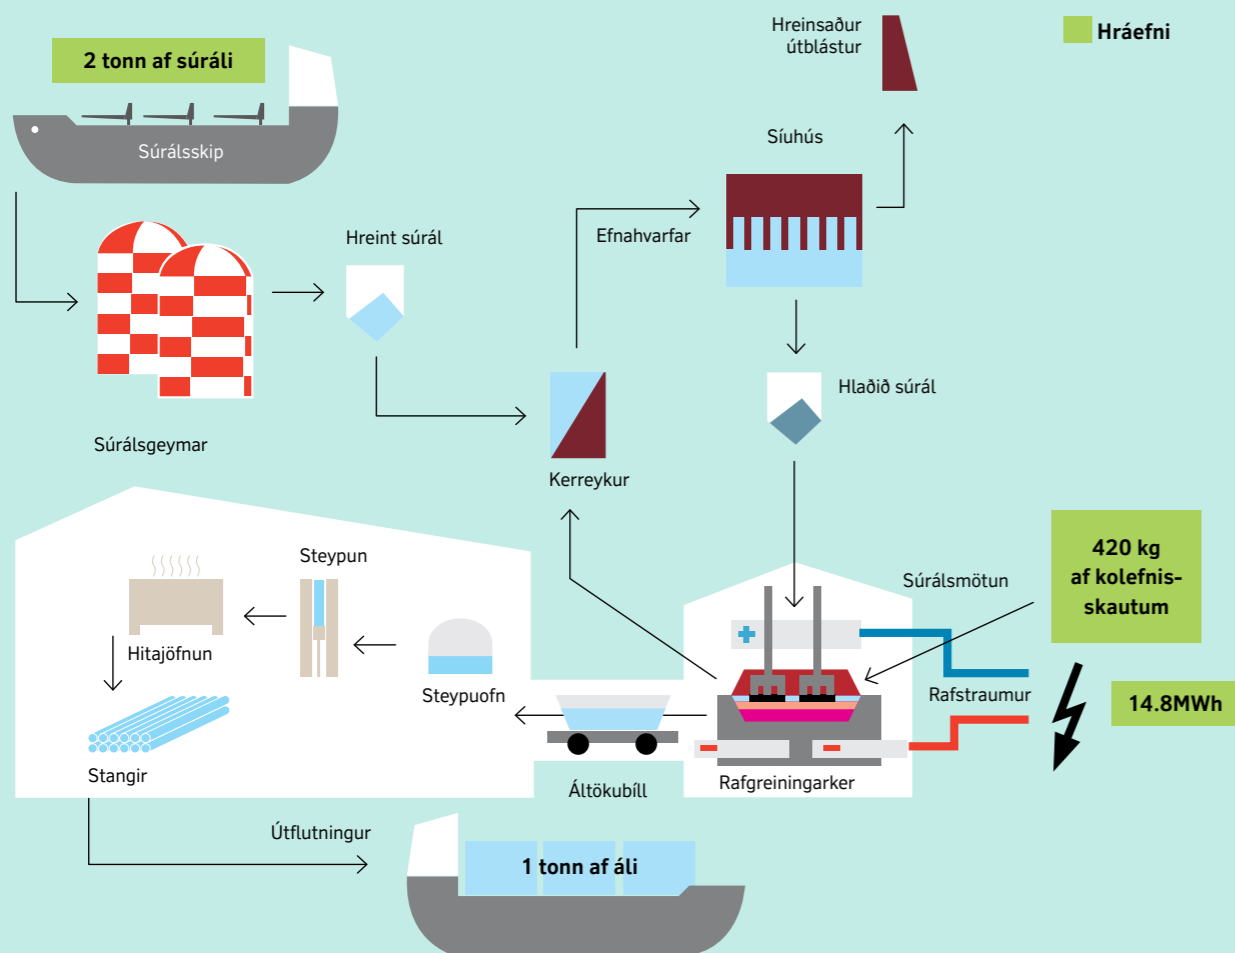 2 tonn af súráli
Súrálsskip
Hreinsaður
útblástur
Hráefni
Síuhús
Hreint súrál
Efnahvarfar
Súrálsgeymar
Hlaðið súrál
Kerreykur
Steypun
Hitajöfnun
Steypuofn
Stangir
Áltökubíll
Súrálsmötun
420 kg
af kolefnis-
skautum
Rafstraumur
14.8MWh
Rafgreiningarker
Útflutningur
1 tonn af áli